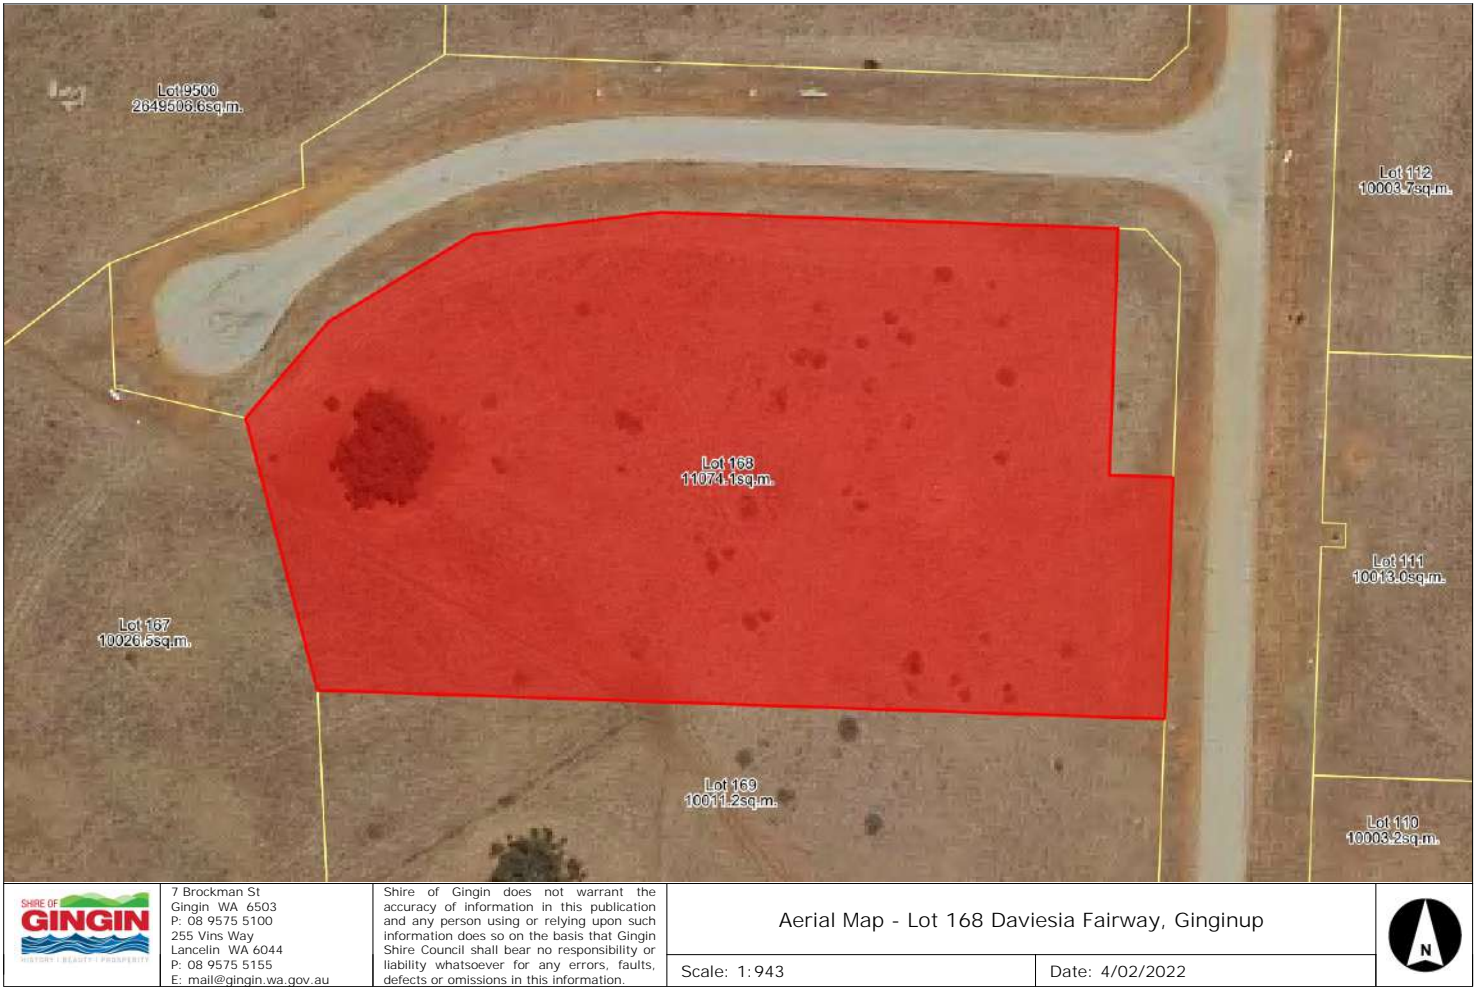 Lot 9500
2649506.6sq.m.
Lot 112
10003.7sq.m.
Lot 168
11074.1sq.m.
Lot 111
10013.0sq.m.
Lot 167
10026.5sq.m.
Lot 169
10011.2sq.m.
Lot 110
10003.2sq.m.
SHIRE OF
GINGIN
HISTORY | BEAUTY | PROSPERITY
7 Brockman St
Gingin WA 6503
P: 08 9575 5100
255 Vins Way
Lancelin WA 6044
P: 08 9575 5155
E: mail@gingin.wa.gov.au
Shire of Gingin does not warrant the
accuracy of information in this publication
and any person using or relying upon such
information does so on the basis that Gingin
Shire Council shall bear no responsibility or
liability whatsoever for any errors, faults,
defects or omissions in this information.
Aerial Map - Lot 168 Daviesia Fairway, Ginginup
Scale: 1:943
Date: 4/02/2022
N